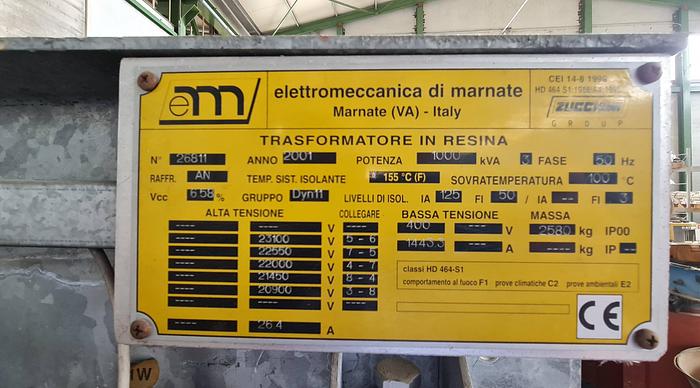 em
elettromeccanica di marnate
Marnate (VA) - Italy
CEI 14-8
HD 464 S1
ZUCCHINI
GROUP
TRASFORMATORE IN RESINA
N° 26811 ANNO 2001 POTENZA 1000 kVA 3 FASE 50 Hz
RAFFR. AN TEMP. SIST. ISOLANTE 155 °C (F) SOVRATEMPERATURA 100 °C
Vcc 6.58 % GRUPPO Dyn11 LIVELLI DI ISOL. IA 125 FI 50 / IA --- FI 3
ALTA TENSIONE COLLEGARE BASSA TENSIONE MASSA
---- ---- V ---- 400 ---- V 2580 kg IP00
---- 23100 V 5-6 1443.3 ---- A ---- kg IP --
---- 22550 V 7-5
---- 22000 V 4-7
---- 21450 V 8-4
---- 20900 V 3-8
---- ---- V ----
---- 26.4 A
classi HD 464-S1
comportamento al fuoco F1 prove climatiche C2 prove ambientali E2
CE
1W